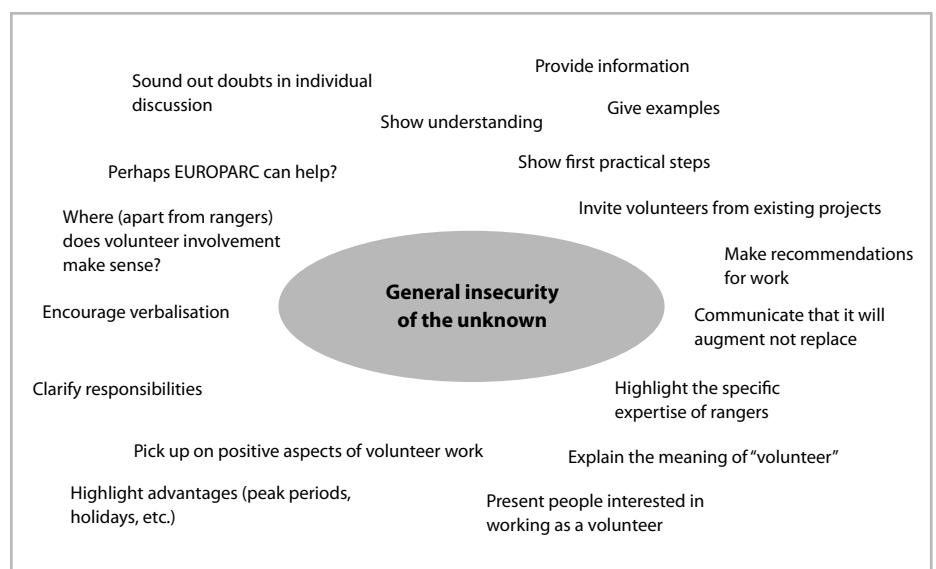 Provide information
Sound out doubts in individual
discussion
Give examples
Show understanding
Show first practical steps
Perhaps EUROPARC can help?
Invite volunteers from existing projects
Where (apart from rangers)
does volunteer involvement
make sense?
Make recommendations
for work
General insecurity
of the unknown
Encourage verbalisation
Communicate that it will
augment not replace
Clarify responsibilities
Highlight the specific
expertise of rangers
Pick up on positive aspects of volunteer work
Explain the meaning of “volunteer”
Highlight advantages (peak periods,
holidays, etc.)
Present people interested in
working as a volunteer